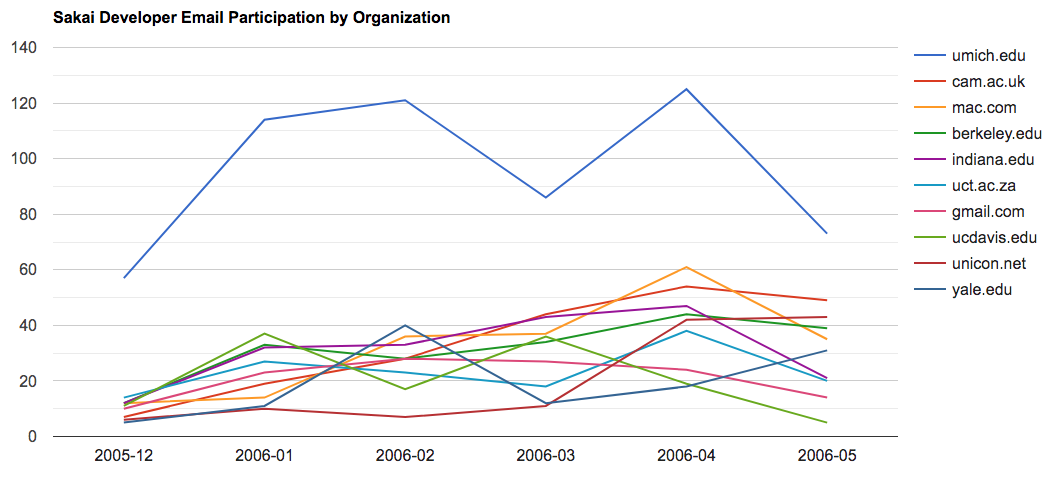 Sakai Developer Email Participation by Organization
140
120
100
80
60
40
20
0
2005-12 2006-01 2006-02 2006-03 2006-04 2006-05
umich.edu
cam.ac.uk
mac.com
berkeley.edu
indiana.edu
uct.ac.za
gmail.com
ucdavis.edu
unicon.net
yale.edu